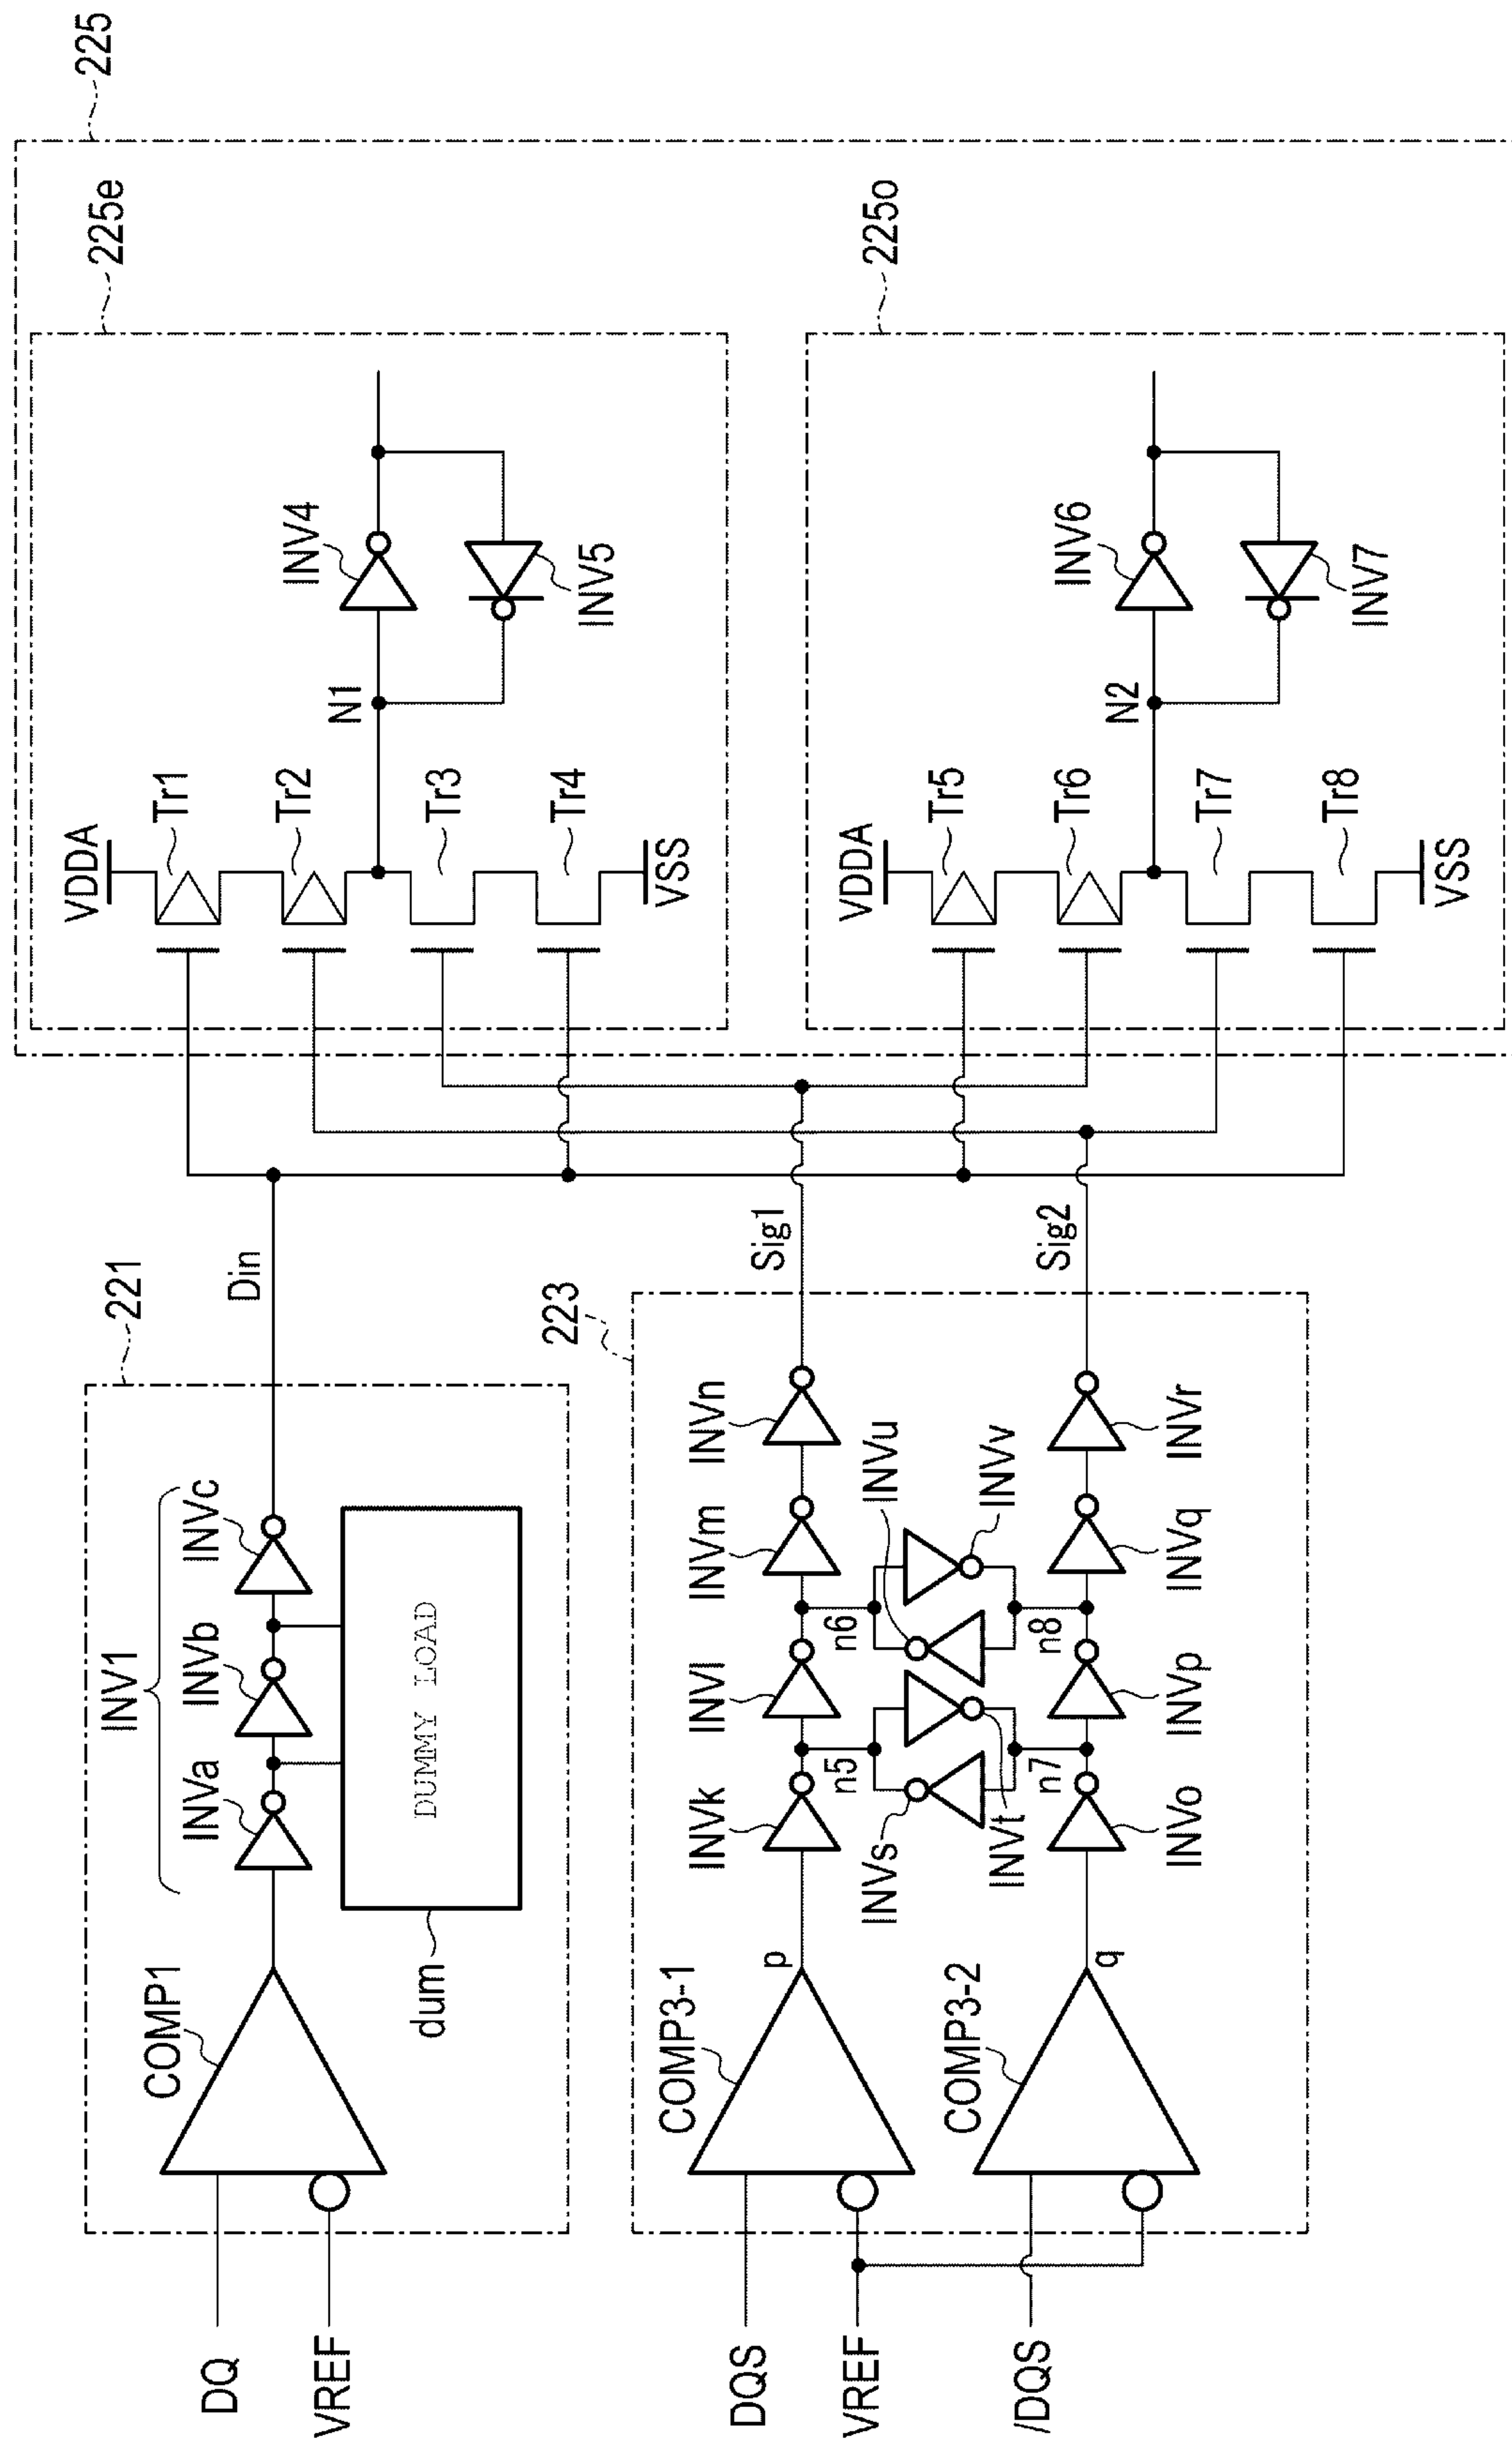 225
225e
225o
VDDA
Tr1
Tr2
Tr3
Tr4
VSS
N1
INV4
INV5
VDDA
Tr5
Tr6
Tr7
Tr8
VSS
N2
INV6
INV7
221
Din
INV1
INVa
INVb
INVc
COMP1
DUMMY LOAD
dum
DQ
VREF
223
Sig1
Sig2
COMP3-1
p
INVk
INVl
INVm
INVn
n5
n6
INVs
INVt
INVu
INVv
n7
n8
COMP3-2
q
INVo
INVp
INVq
INVr
DQS
VREF
/DQS